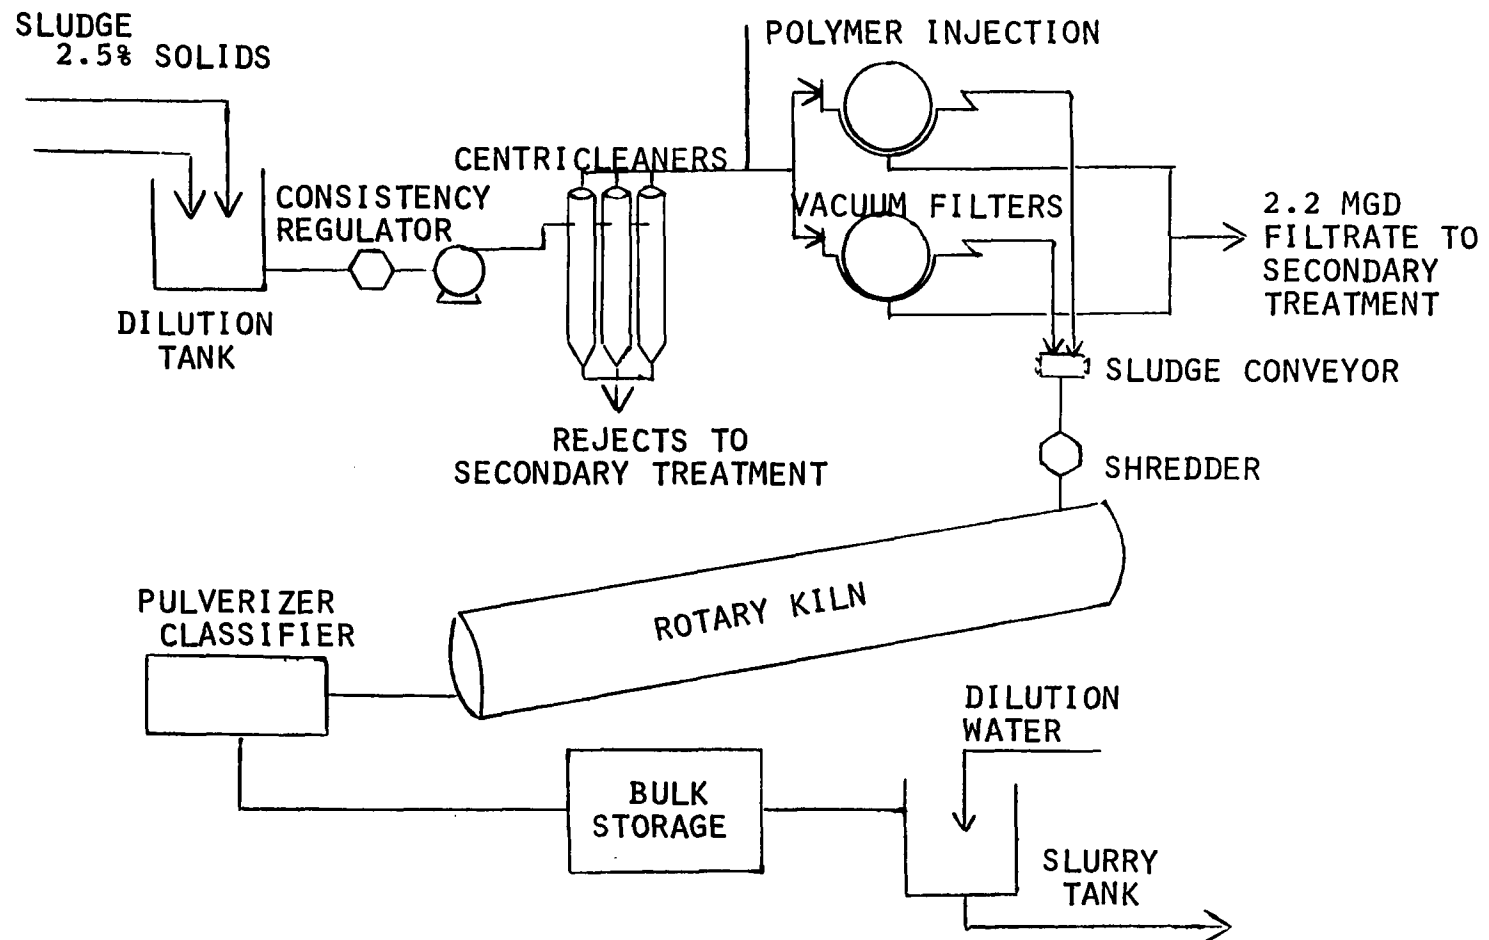 SLUDGE
2.5% SOLIDS
POLYMER INJECTION
CENTRICLEANERS
CONSISTENCY
REGULATOR
VACUUM FILTERS
2.2 MGD
FILTRATE TO
SECONDARY
TREATMENT
DILUTION
TANK
SLUDGE CONVEYOR
REJECTS TO
SECONDARY TREATMENT
SHREDDER
ROTARY KILN
PULVERIZER
CLASSIFIER
DILUTION
WATER
BULK
STORAGE
SLURRY
TANK